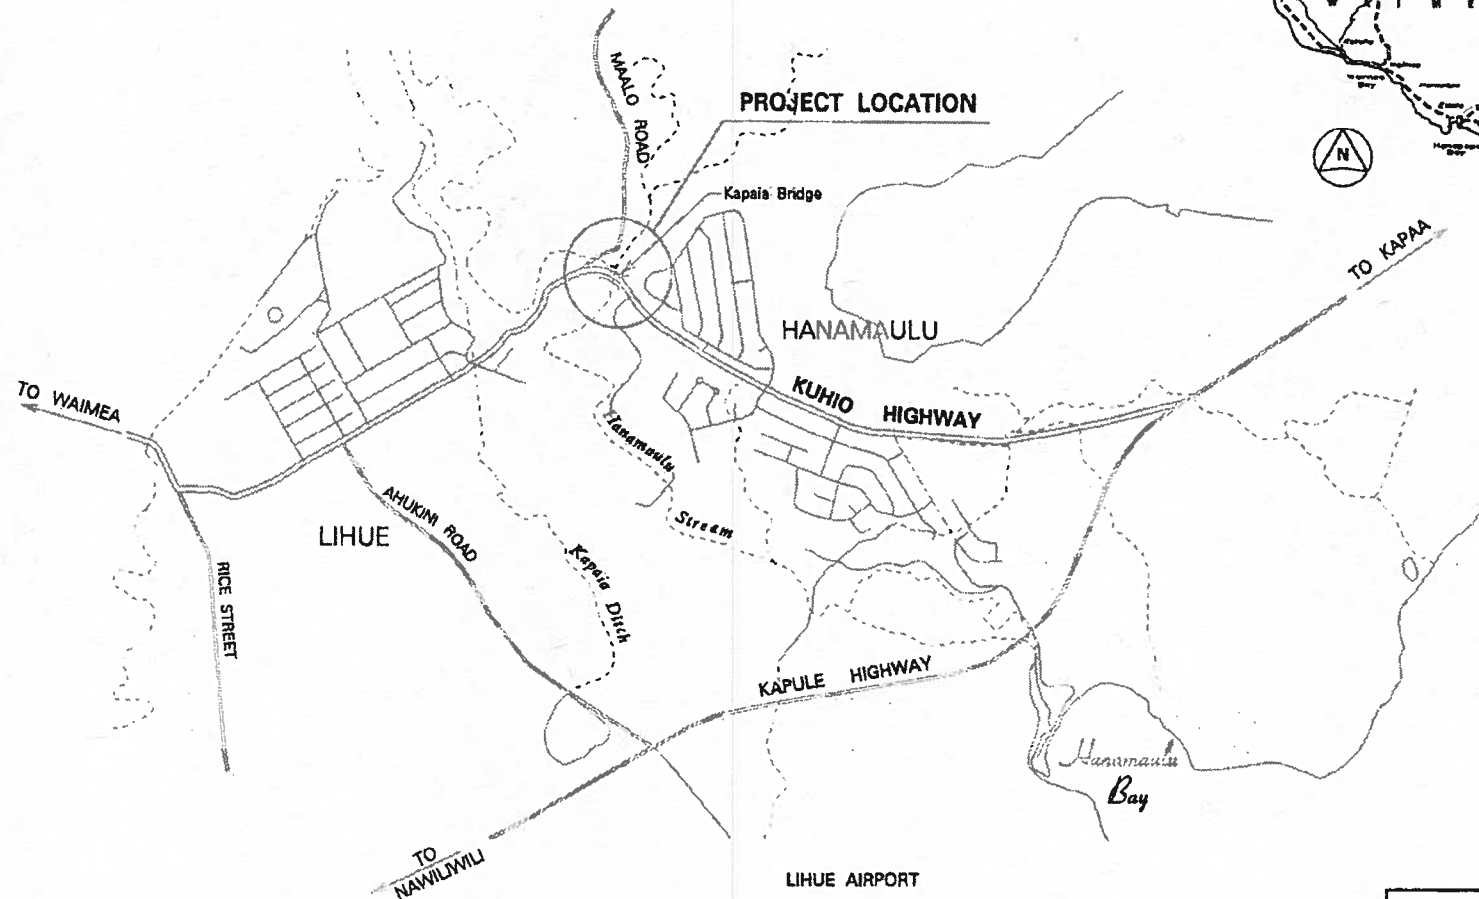 MAALO ROAD
PROJECT LOCATION
Kapaia Bridge
N
TO KAPAA
HANAMAULU
KUHIO HIGHWAY
TO WAIMEA
Hanamaulu
Stream
AHUKINI ROAD
LIHUE
Kapaia Ditch
RICE STREET
KAPULE HIGHWAY
Hanamaulu
Bay
TO
NAWILIWILI
LIHUE AIRPORT